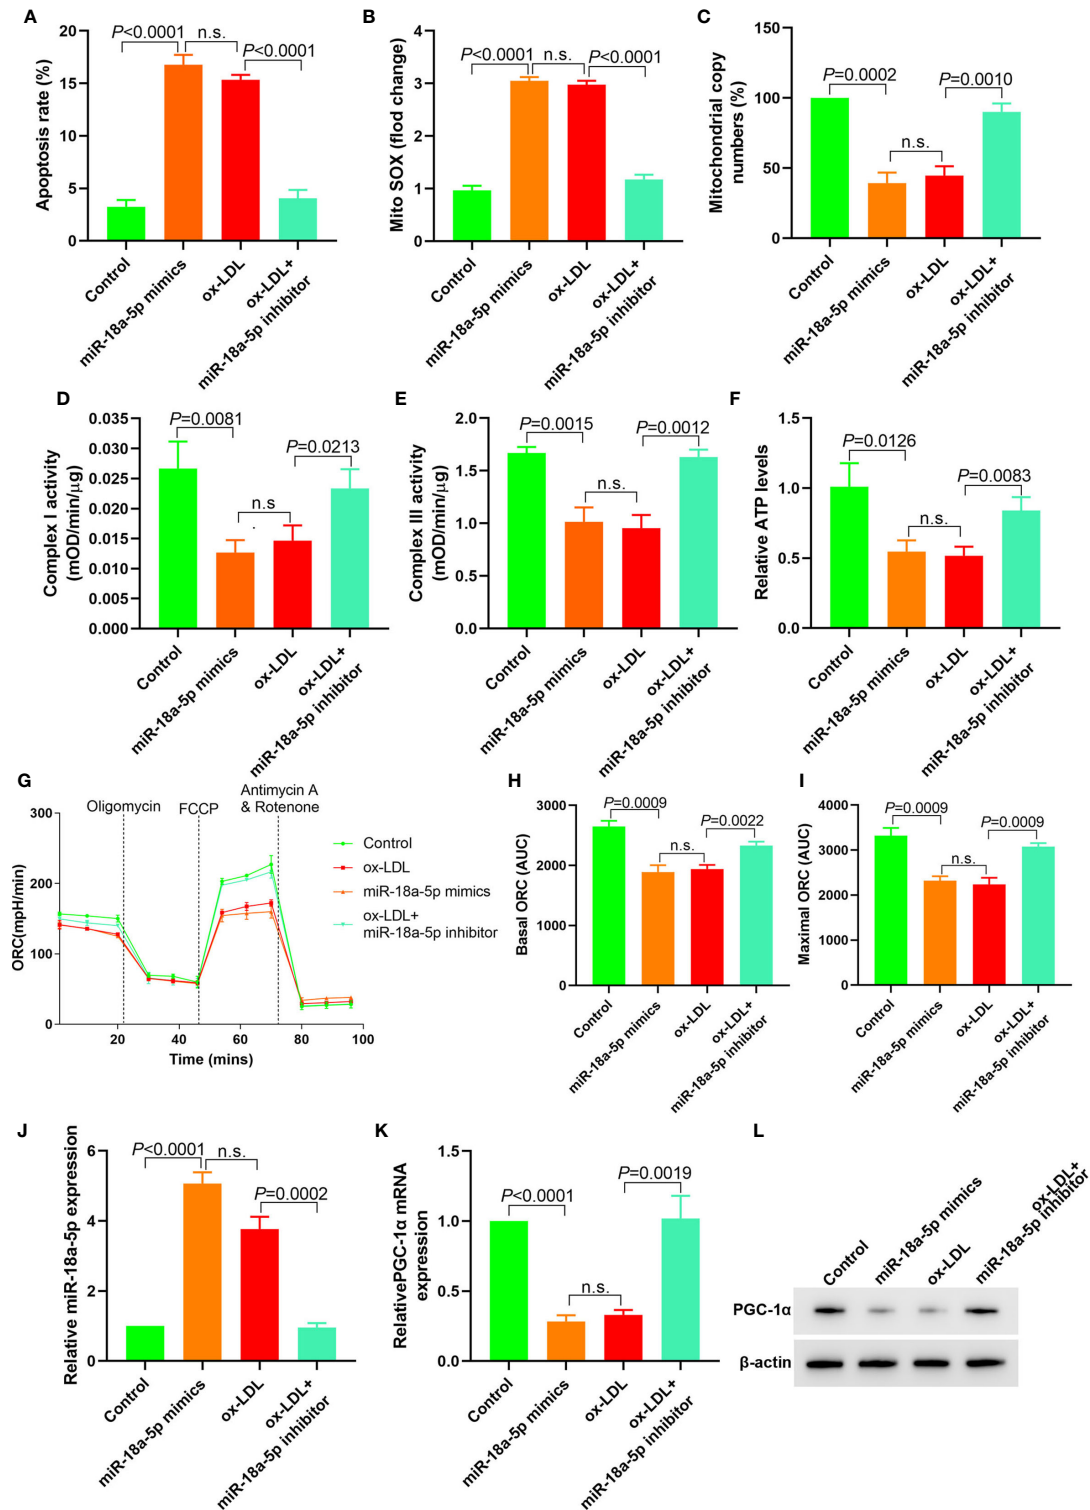 A
Apoptosis rate (%)
20
15
10
5
0
P<0.0001
n.s.
P<0.0001
Control
miR-18a-5p mimics
ox-LDL
ox-LDL+
miR-18a-5p inhibitor
B
Mito SOX (flod change)
4
3
2
1
0
P<0.0001
n.s.
P<0.0001
Control
miR-18a-5p mimics
ox-LDL
ox-LDL+
miR-18a-5p inhibitor
C
Mitochondrial copy
numbers (%)
150
100
50
0
P=0.0002
n.s.
P=0.0010
Control
miR-18a-5p mimics
ox-LDL
ox-LDL+
miR-18a-5p inhibitor
D
Complex I activity
(mOD/min/μg)
0.035
0.030
0.025
0.020
0.015
0.010
0.005
0.000
P=0.0081
n.s
P=0.0213
Control
miR-18a-5p mimics
ox-LDL
ox-LDL+
miR-18a-5p inhibitor
E
Complex III activity
(mOD/min/μg)
2.0
1.5
1.0
0.5
0.0
P=0.0015
n.s.
P=0.0012
Control
miR-18a-5p mimics
ox-LDL
ox-LDL+
miR-18a-5p inhibitor
F
Relative ATP levels
1.5
1.0
0.5
0.0
P=0.0126
n.s.
P=0.0083
Control
miR-18a-5p mimics
ox-LDL
ox-LDL+
miR-18a-5p inhibitor
G
ORC(mpH/min)
300
200
100
0
Oligomycin
FCCP
Antimycin A
& Rotenone
20
40
60
80
100
Time (mins)
Control
ox-LDL
miR-18a-5p mimics
ox-LDL+
miR-18a-5p inhibitor
H
Basal ORC (AUC)
3000
2000
1000
0
P=0.0009
n.s.
P=0.0022
Control
miR-18a-5p mimics
ox-LDL
ox-LDL+
miR-18a-5p inhibitor
I
Maximal ORC (AUC)
4000
3000
2000
1000
0
P=0.0009
n.s.
P=0.0009
Control
miR-18a-5p mimics
ox-LDL
ox-LDL+
miR-18a-5p inhibitor
J
Relative miR-18a-5p expression
6
4
2
0
P<0.0001
n.s.
P=0.0002
Control
miR-18a-5p mimics
ox-LDL
ox-LDL+
miR-18a-5p inhibitor
K
RelativePGC-1α mRNA
expression
1.5
1.0
0.5
0.0
P<0.0001
n.s.
P=0.0019
Control
miR-18a-5p mimics
ox-LDL
ox-LDL+
miR-18a-5p inhibitor
L
Control
miR-18a-5p mimics
ox-LDL
ox-LDL+
miR-18a-5p inhibitor
PGC-1α
β-actin